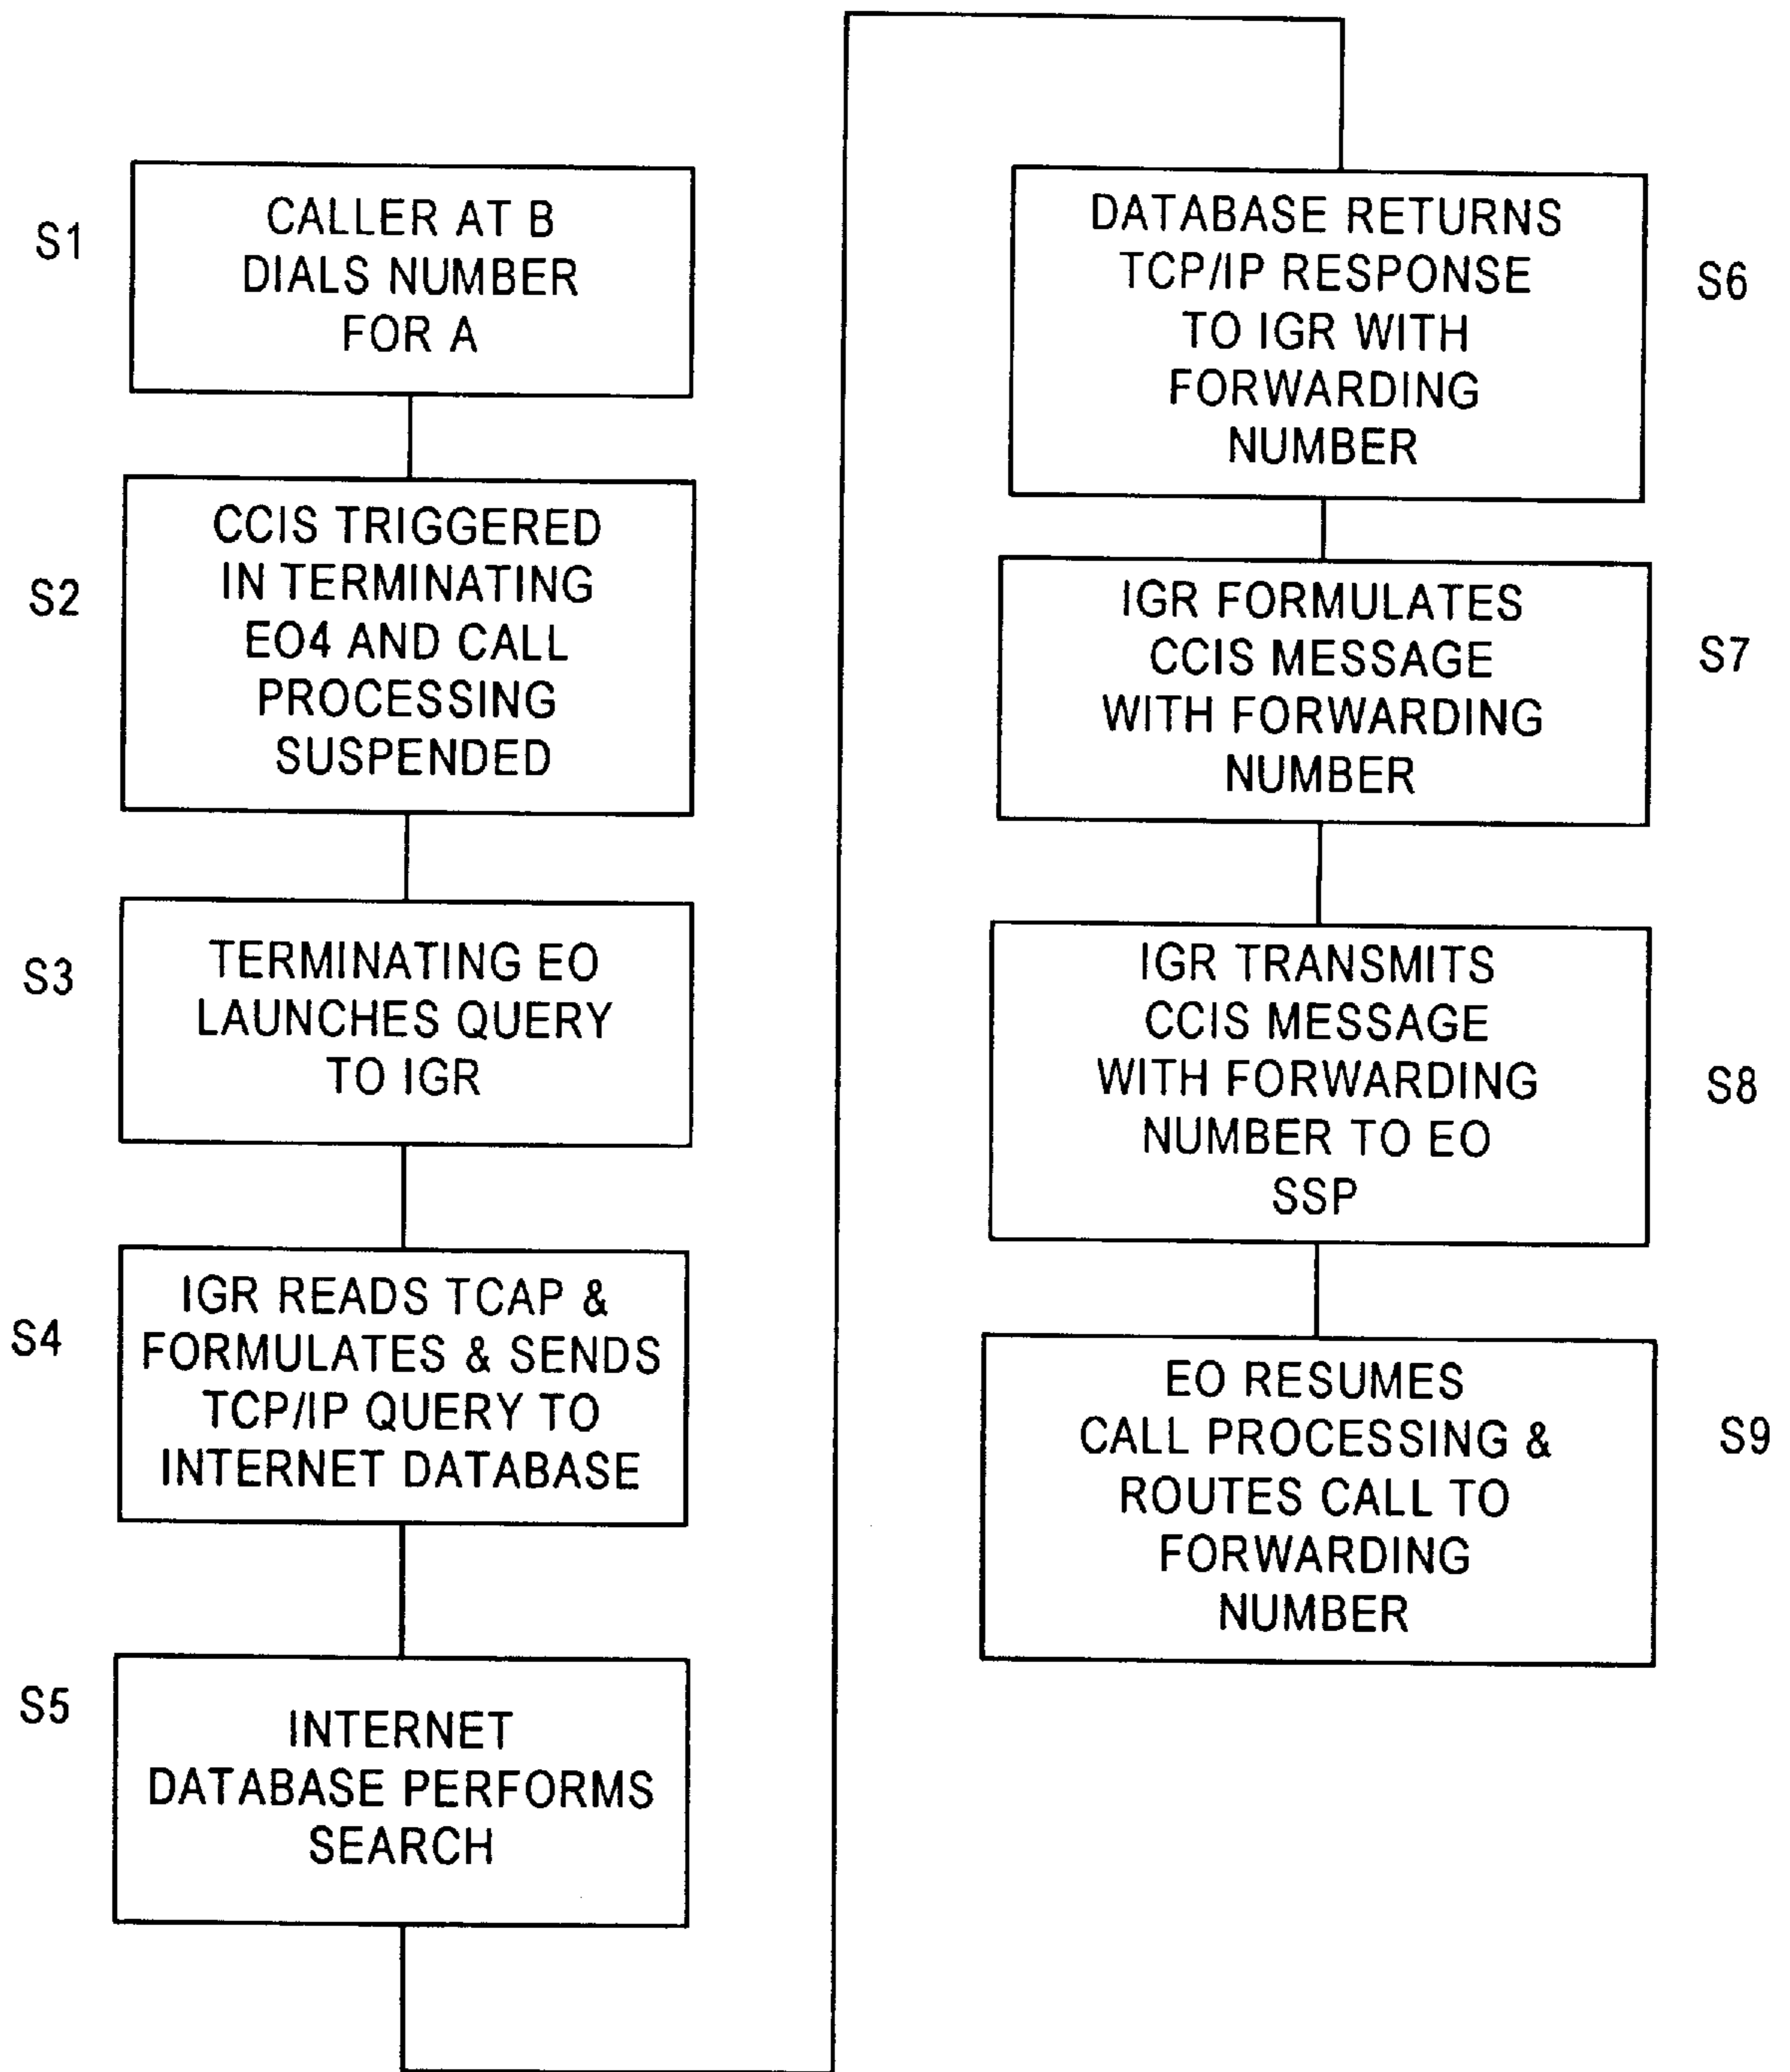 S1
CALLER AT B
DIALS NUMBER
FOR A
S2
CCIS TRIGGERED
IN TERMINATING
EO4 AND CALL
PROCESSING
SUSPENDED
S3
TERMINATING EO
LAUNCHES QUERY
TO IGR
S4
IGR READS TCAP &
FORMULATES & SENDS
TCP/IP QUERY TO
INTERNET DATABASE
S5
INTERNET
DATABASE PERFORMS
SEARCH
DATABASE RETURNS
TCP/IP RESPONSE
TO IGR WITH
FORWARDING
NUMBER
S6
IGR FORMULATES
CCIS MESSAGE
WITH FORWARDING
NUMBER
S7
IGR TRANSMITS
CCIS MESSAGE
WITH FORWARDING
NUMBER TO EO
SSP
S8
EO RESUMES
CALL PROCESSING &
ROUTES CALL TO
FORWARDING
NUMBER
S9